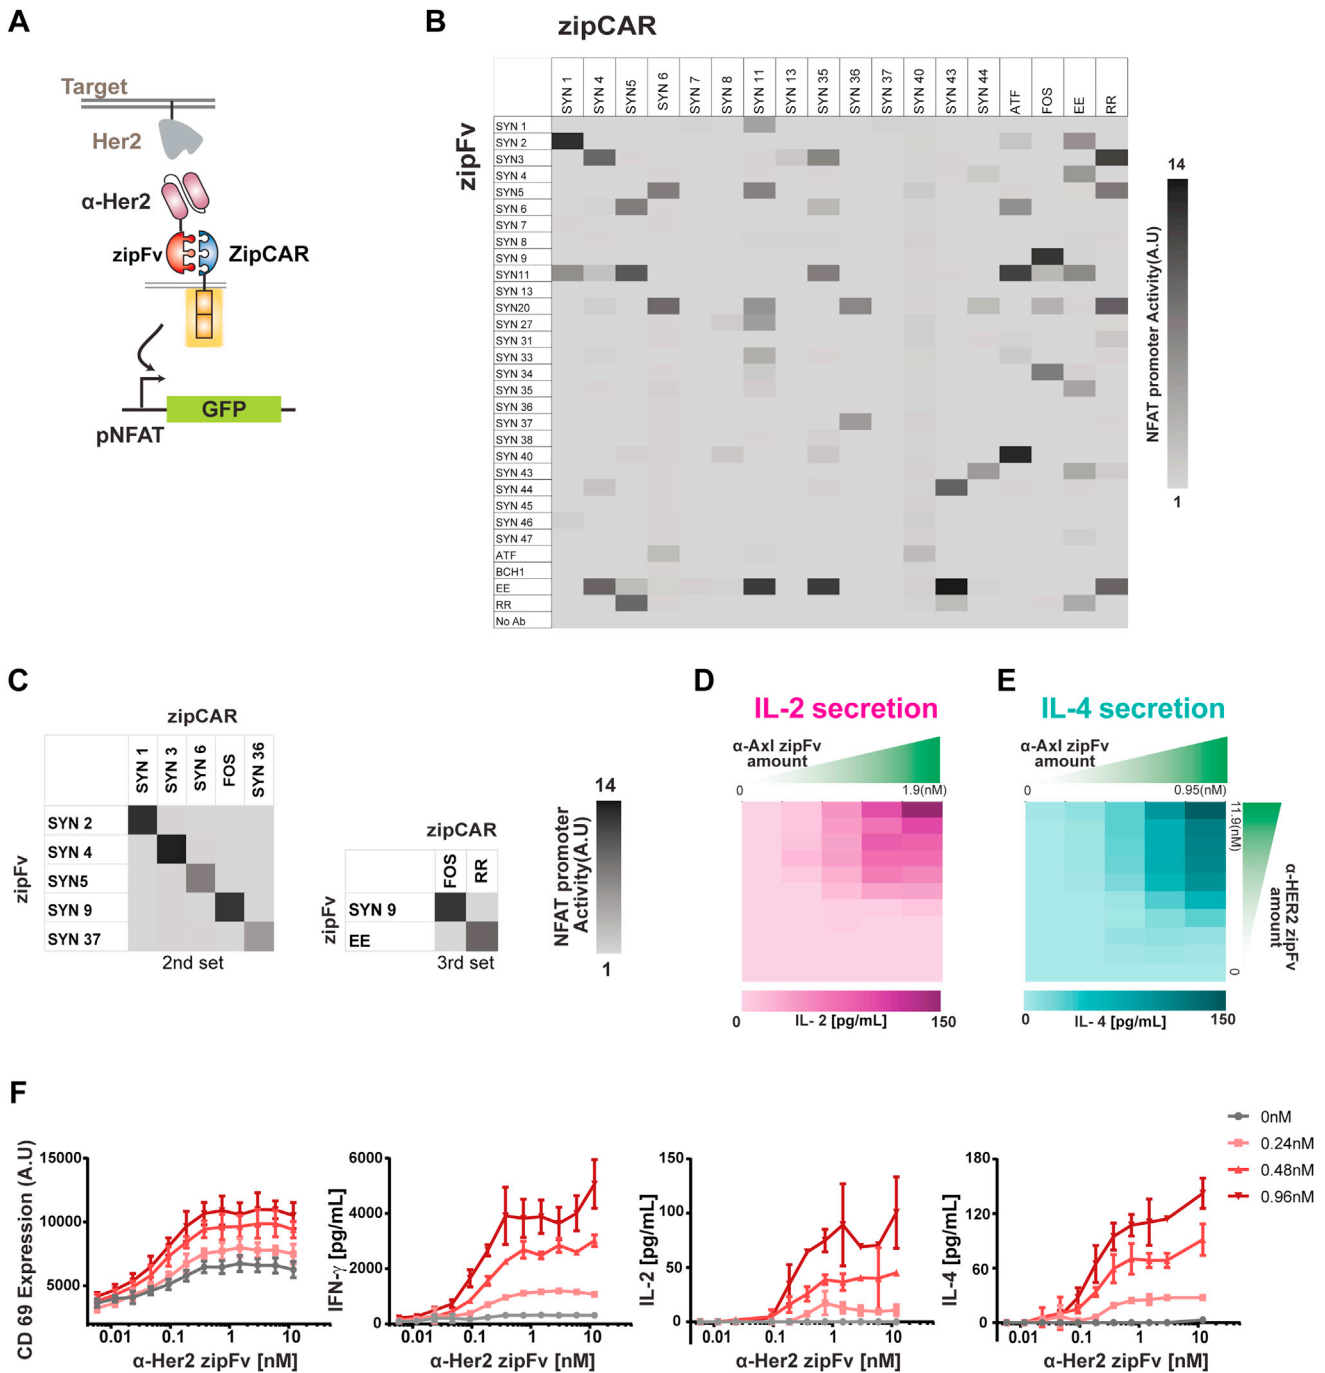 A
Target
Her2
α-Her2
zipFv
ZipCAR
pNFAT
GFP
B
zipCAR
zipFv
SYN 1
SYN 4
SYN5
SYN 6
SYN 7
SYN 8
SYN 11
SYN 13
SYN 35
SYN 36
SYN 37
SYN 40
SYN 43
SYN 44
ATF
FOS
EE
RR
SYN 1
SYN 2
SYN3
SYN 4
SYN5
SYN 6
SYN 7
SYN 8
SYN 9
SYN11
SYN 13
SYN20
SYN 27
SYN 31
SYN 33
SYN 34
SYN 35
SYN 36
SYN 37
SYN 38
SYN 40
SYN 43
SYN 44
SYN 45
SYN 46
SYN 47
ATF
BCH1
EE
RR
No Ab
14
NFAT promoter Activity(A.U)
1
C
zipCAR
zipFv
SYN 1
SYN 3
SYN 6
FOS
SYN 36
SYN 2
SYN 4
SYN5
SYN 9
SYN 37
2nd set
zipCAR
zipFv
FOS
RR
SYN 9
EE
3rd set
14
NFAT promoter
Activity(A.U)
1
D
IL-2 secretion
α-Axl zipFv
amount
0
1.9(nM)
0
IL- 2 [pg/mL]
150
E
IL-4 secretion
α-Axl zipFv
amount
0
0.95(nM)
11.9(nM)
α-HER2 zipFv
amount
0
0
IL- 4 [pg/mL]
150
F
CD 69 Expression (A.U)
15000
10000
5000
0.01
0.1
1
10
α-Her2 zipFv [nM]
IFN-γ [pg/mL]
6000
4000
2000
0
0.01
0.1
1
10
α-Her2 zipFv [nM]
IL-2 [pg/mL]
150
100
50
0
0.01
0.1
1
10
α-Her2 zipFv [nM]
IL-4 [pg/mL]
180
120
60
0
0.01
0.1
1
10
α-Her2 zipFv [nM]
0nM
0.24nM
0.48nM
0.96nM